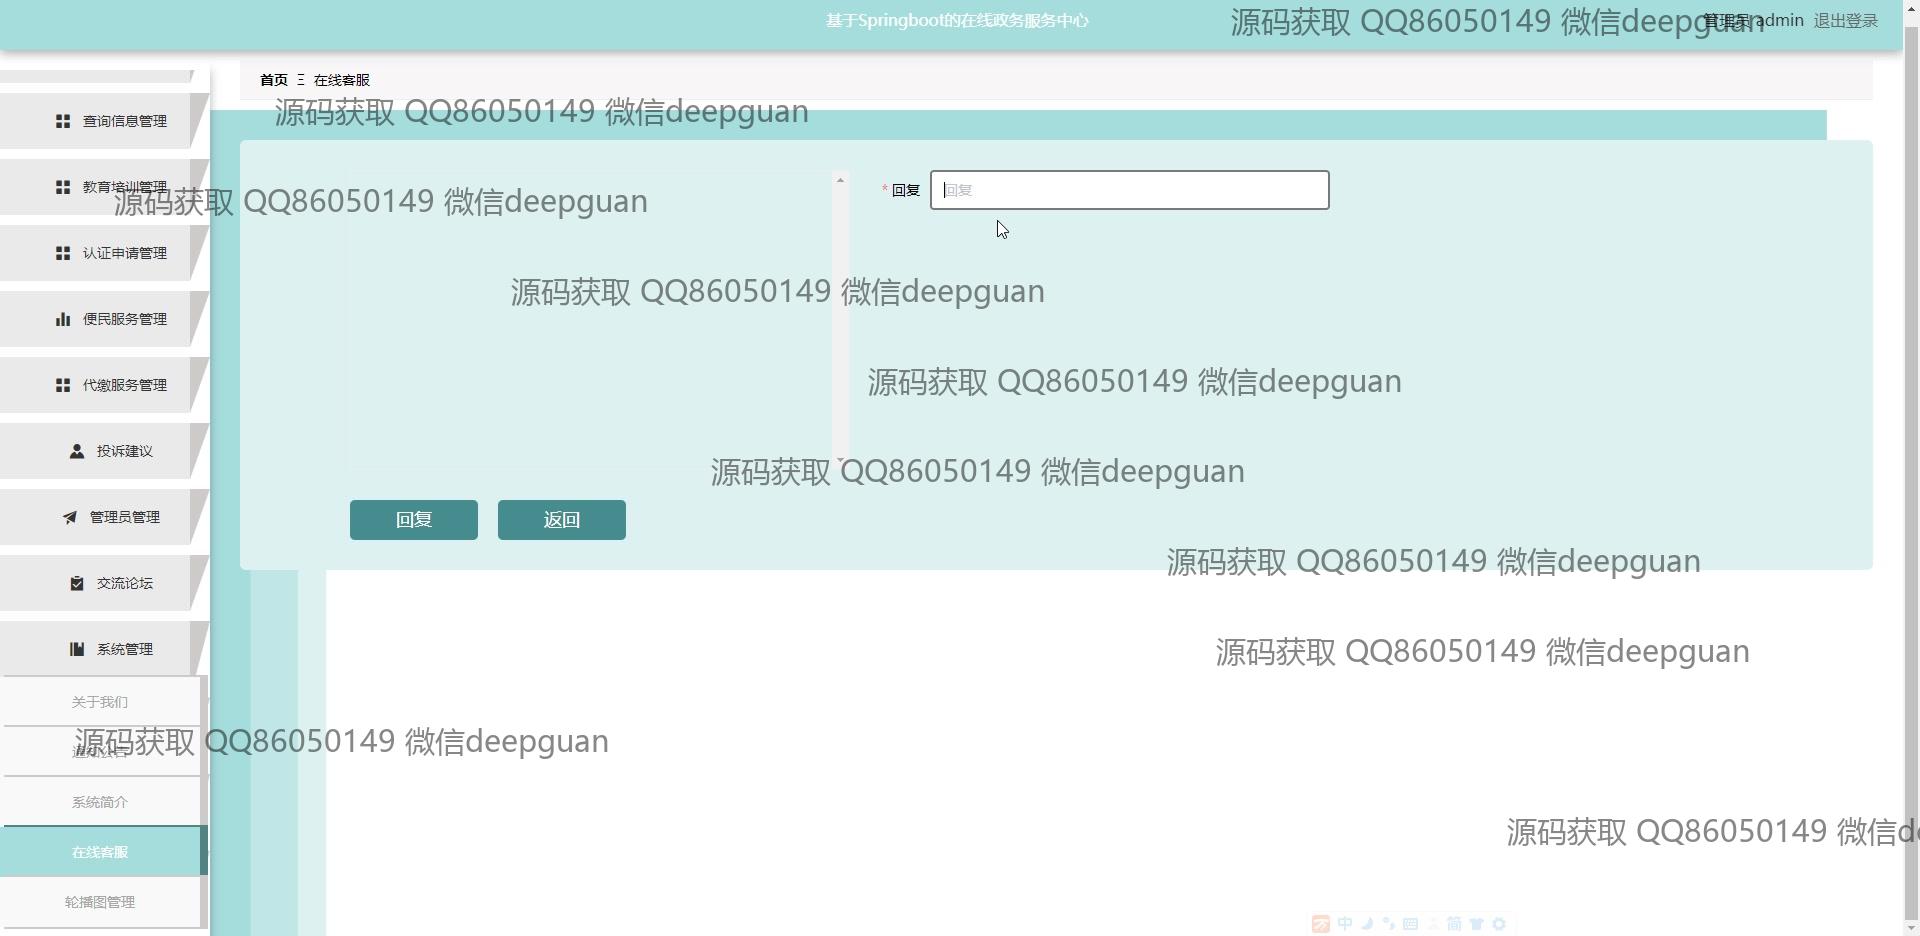 基于Springboot的在线政务服务中心
管理员 admin
退出登录
源码获取 QQ86050149 微信deepguan
首页 Ξ 在线客服
源码获取 QQ86050149 微信deepguan
查询信息管理
教育培训管理
源码获取 QQ86050149 微信deepguan
* 回复
回复
认证申请管理
源码获取 QQ86050149 微信deepguan
便民服务管理
代缴服务管理
源码获取 QQ86050149 微信deepguan
投诉建议
源码获取 QQ86050149 微信deepguan
管理员管理
回复
返回
源码获取 QQ86050149 微信deepguan
交流论坛
系统管理
源码获取 QQ86050149 微信deepguan
关于我们
通知公告
源码获取 QQ86050149 微信deepguan
系统简介
源码获取 QQ86050149 微信de
在线客服
轮播图管理
中
简